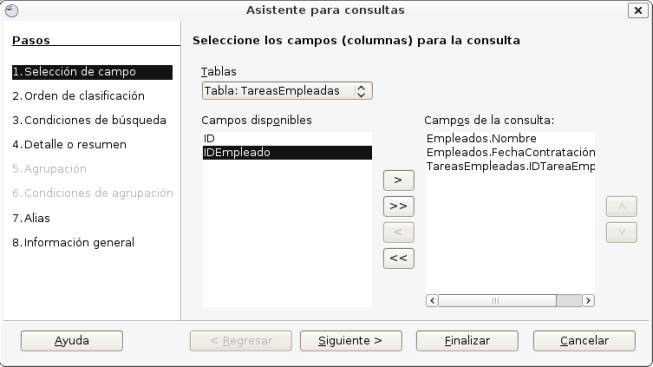 Asistente para consultas
Pasos
1.Selección de campo
2.Orden de clasificación
3.Condiciones de búsqueda
4.Detalle o resumen
5.Agrupación
6.Condiciones de agrupación
7.Alias
8.Información general
Seleccione los campos (columnas) para la consulta
Tablas
Tabla: TareasEmpleadas
Campos disponibles
ID
IDEmpleado
>
>>
<
<<
Campos de la consulta:
Empleados.Nombre
Empleados.FechaContratación
TareasEmpleadas.IDTareaEmp
Ayuda
< Regresar
Siguiente >
Finalizar
Cancelar